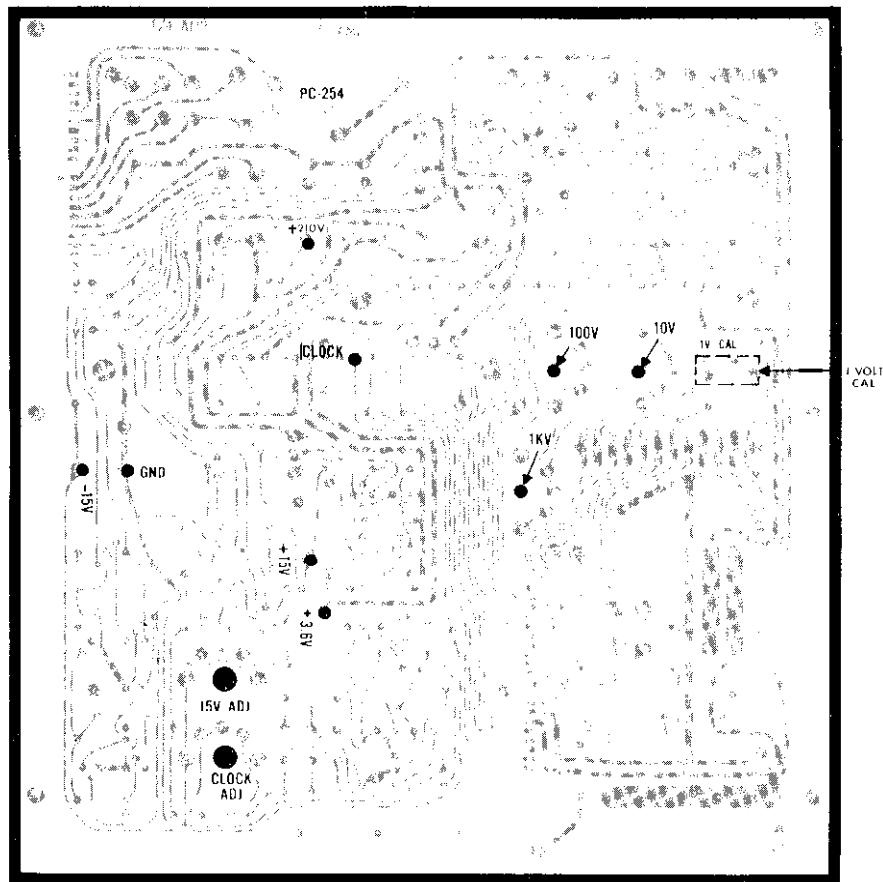 PC-254
+210V
CLOCK
100V
10V
1V CAL
1 VOLT
CAL
1KV
-15V
GND
+15V
+ 3.6V
15V ADJ
CLOCK
ADJ